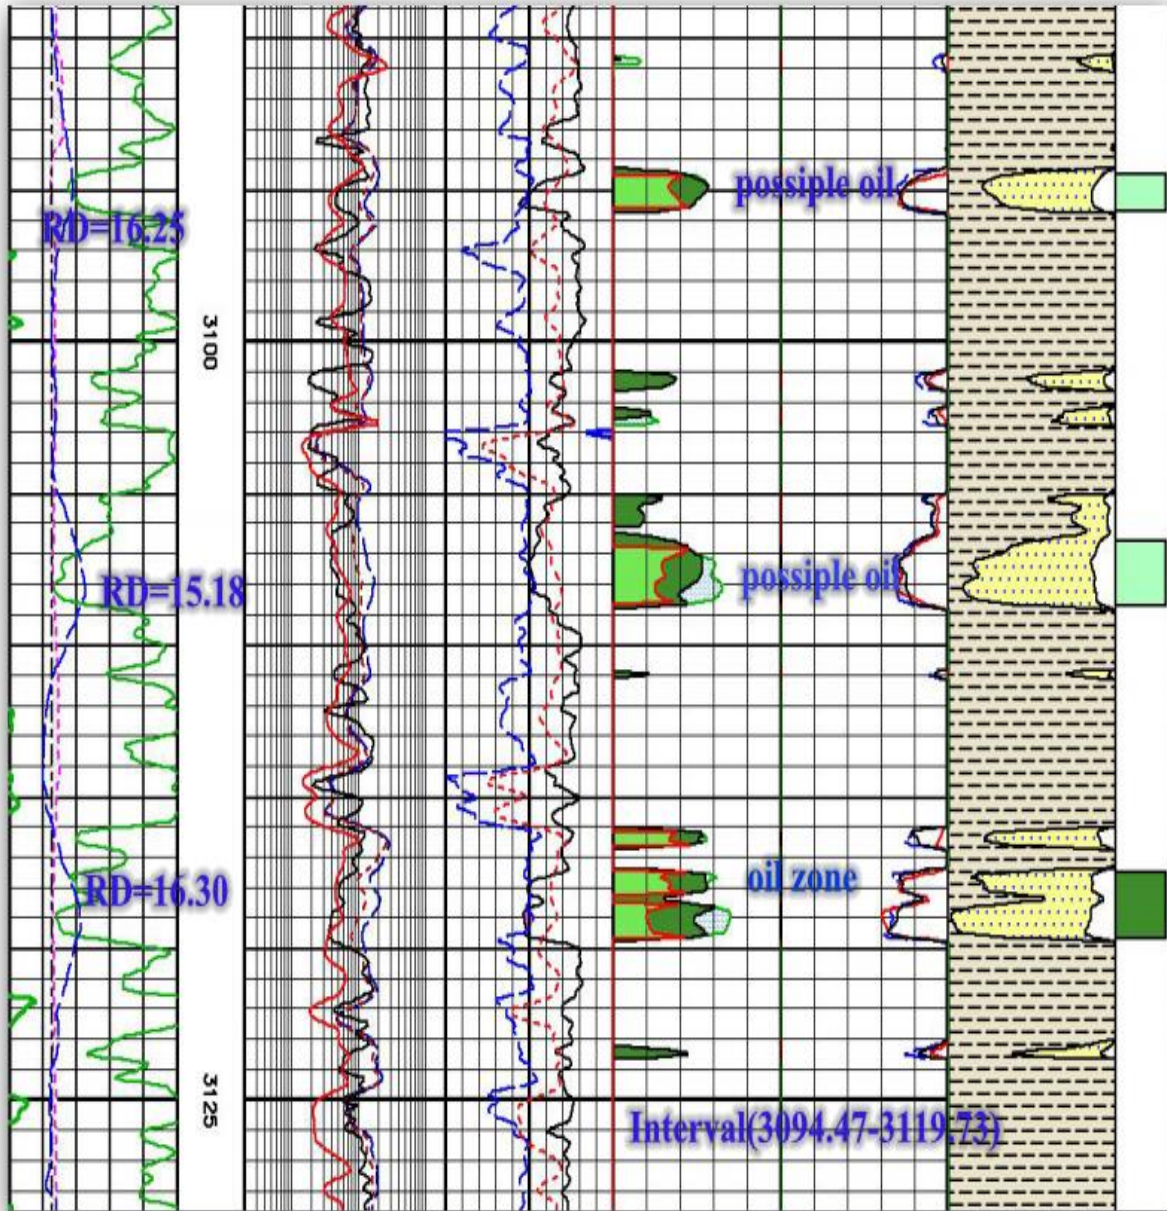 possiple oil
RD=16.25
3100
possiple oil
RD=15.18
oil zone
RD=16.30
3125
Interval(3094.47-3119.73)